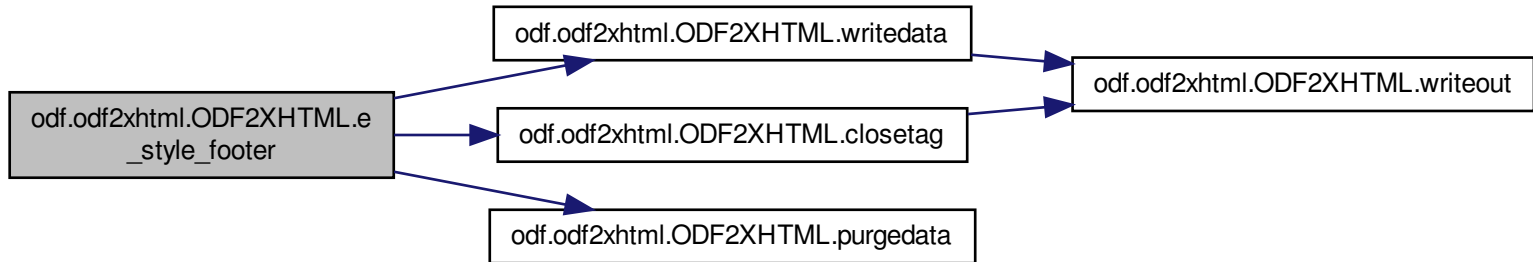 odf.odf2xhtml.ODF2XHTML.e
_style_footer
odf.odf2xhtml.ODF2XHTML.writedata
odf.odf2xhtml.ODF2XHTML.closetag
odf.odf2xhtml.ODF2XHTML.purgedata
odf.odf2xhtml.ODF2XHTML.writeout